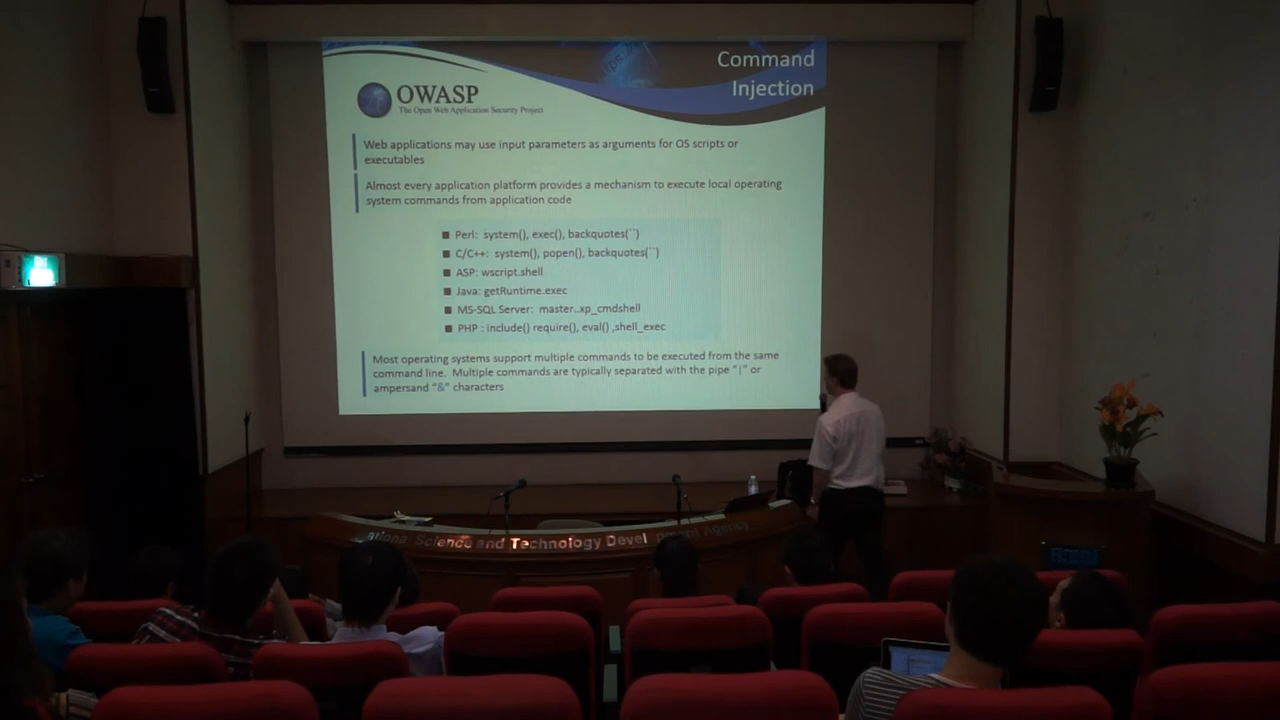 Command
Injection
OWASP
The Open Web Application Security Project
Web applications may use input parameters as arguments for OS scripts or
executables
Almost every application platform provides a mechanism to execute local operating
system commands from application code
Perl: system(), exec(), backquotes(``)
C/C++: system(), popen(), backquotes(``)
ASP: wscript.shell
Java: getRuntime.exec
MS-SQL Server: master..xp_cmdshell
PHP : include() require(), eval() ,shell_exec
Most operating systems support multiple commands to be executed from the same
command line. Multiple commands are typically separated with the pipe "|" or
ampersand "&" characters
ationa Science and Technology Devel pment Agency